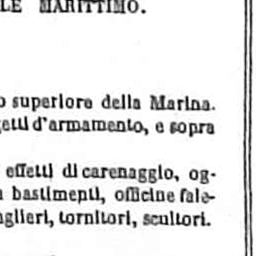 LE MARITTIMO.
o superiore della Marina.
getti d'armamento, e sopra
effetti di carenaggio, og-
bastimenti, officine fale-
aglieri, tornitori, scultori.